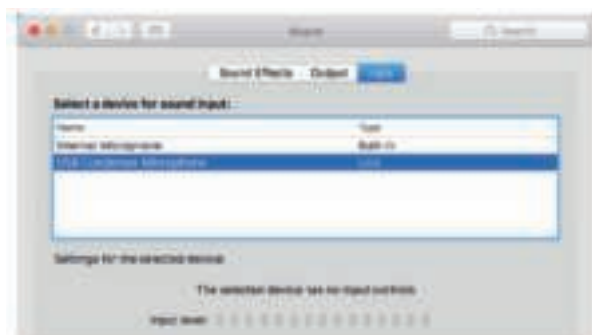 Sound
Search
Sound Effects Output Input
Select a device for sound input:
Name Type
Internal Microphone Built-in
USB Condenser Microphone USB
Settings for the selected device:
The selected device has no input controls
Input level: